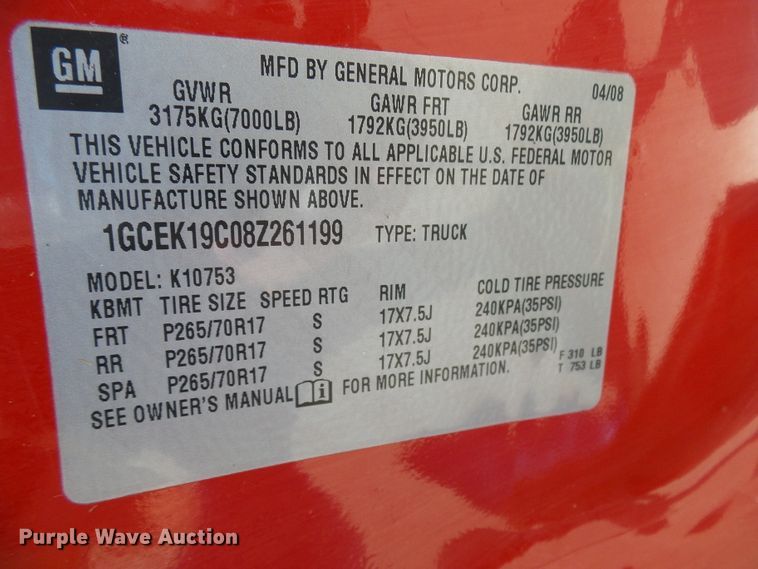 GM ®
MFD BY GENERAL MOTORS CORP. 04/08
GVWR GAWR FRT GAWR RR
3175KG(7000LB) 1792KG(3950LB) 1792KG(3950LB)
THIS VEHICLE CONFORMS TO ALL APPLICABLE U.S. FEDERAL MOTOR
VEHICLE SAFETY STANDARDS IN EFFECT ON THE DATE OF
MANUFACTURE SHOWN ABOVE.
1GCEK19C08Z261199 TYPE: TRUCK
MODEL: K10753
KBMT TIRE SIZE SPEED RTG RIM COLD TIRE PRESSURE
FRT P265/70R17 S 17X7.5J 240KPA(35PSI)
RR P265/70R17 S 17X7.5J 240KPA(35PSI)
SPA P265/70R17 S 17X7.5J 240KPA(35PSI)
F 310 LB
T 753 LB
SEE OWNER'S MANUAL i FOR MORE INFORMATION.
Purple Wave Auction